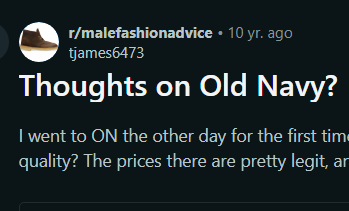 r/malefashionadvice • 10 yr. ago
tjames6473
Thoughts on Old Navy?
I went to ON the other day for the first time
quality? The prices there are pretty legit,